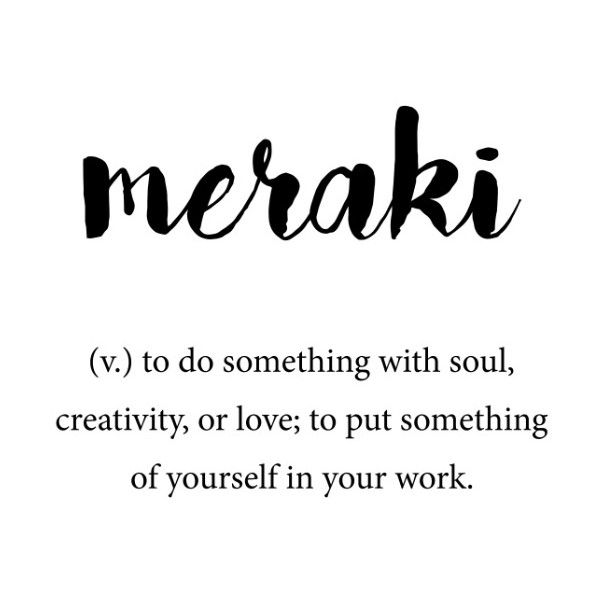 meraki
(v.) to do something with soul,
creativity, or love; to put something
of yourself in your work.